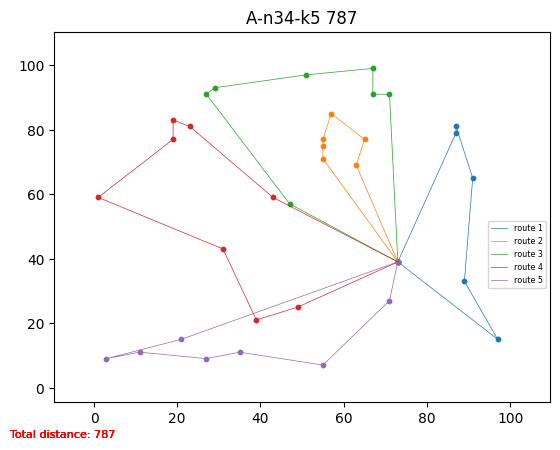 A-n34-k5 787
100
80
60
40
20
0
route 1
route 2
route 3
route 4
route 5
0 20 40 60 80 100
Total distance: 787